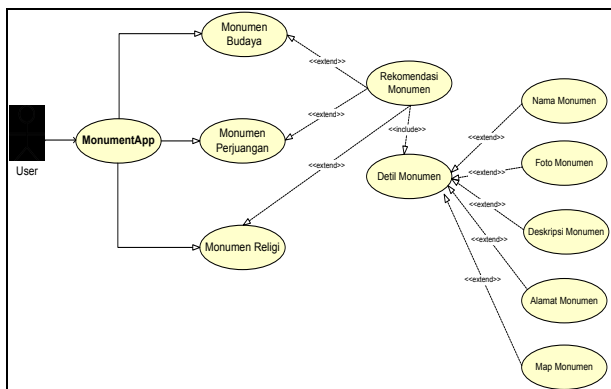 Monumen
Budaya
<<extend>>
Rekomendasi
Monumen
Nama Monumen
<<extend>>
User
MonumentApp
Monumen
Perjuangan
<<extend>>
<<include>>
Foto Monumen
<<extend>>
<<extend>>
Detil Monumen
Monumen Religi
Deskripsi Monumen
<<extend>>
<<extend>>
<<extend>>
Alamat Monumen
Map Monumen